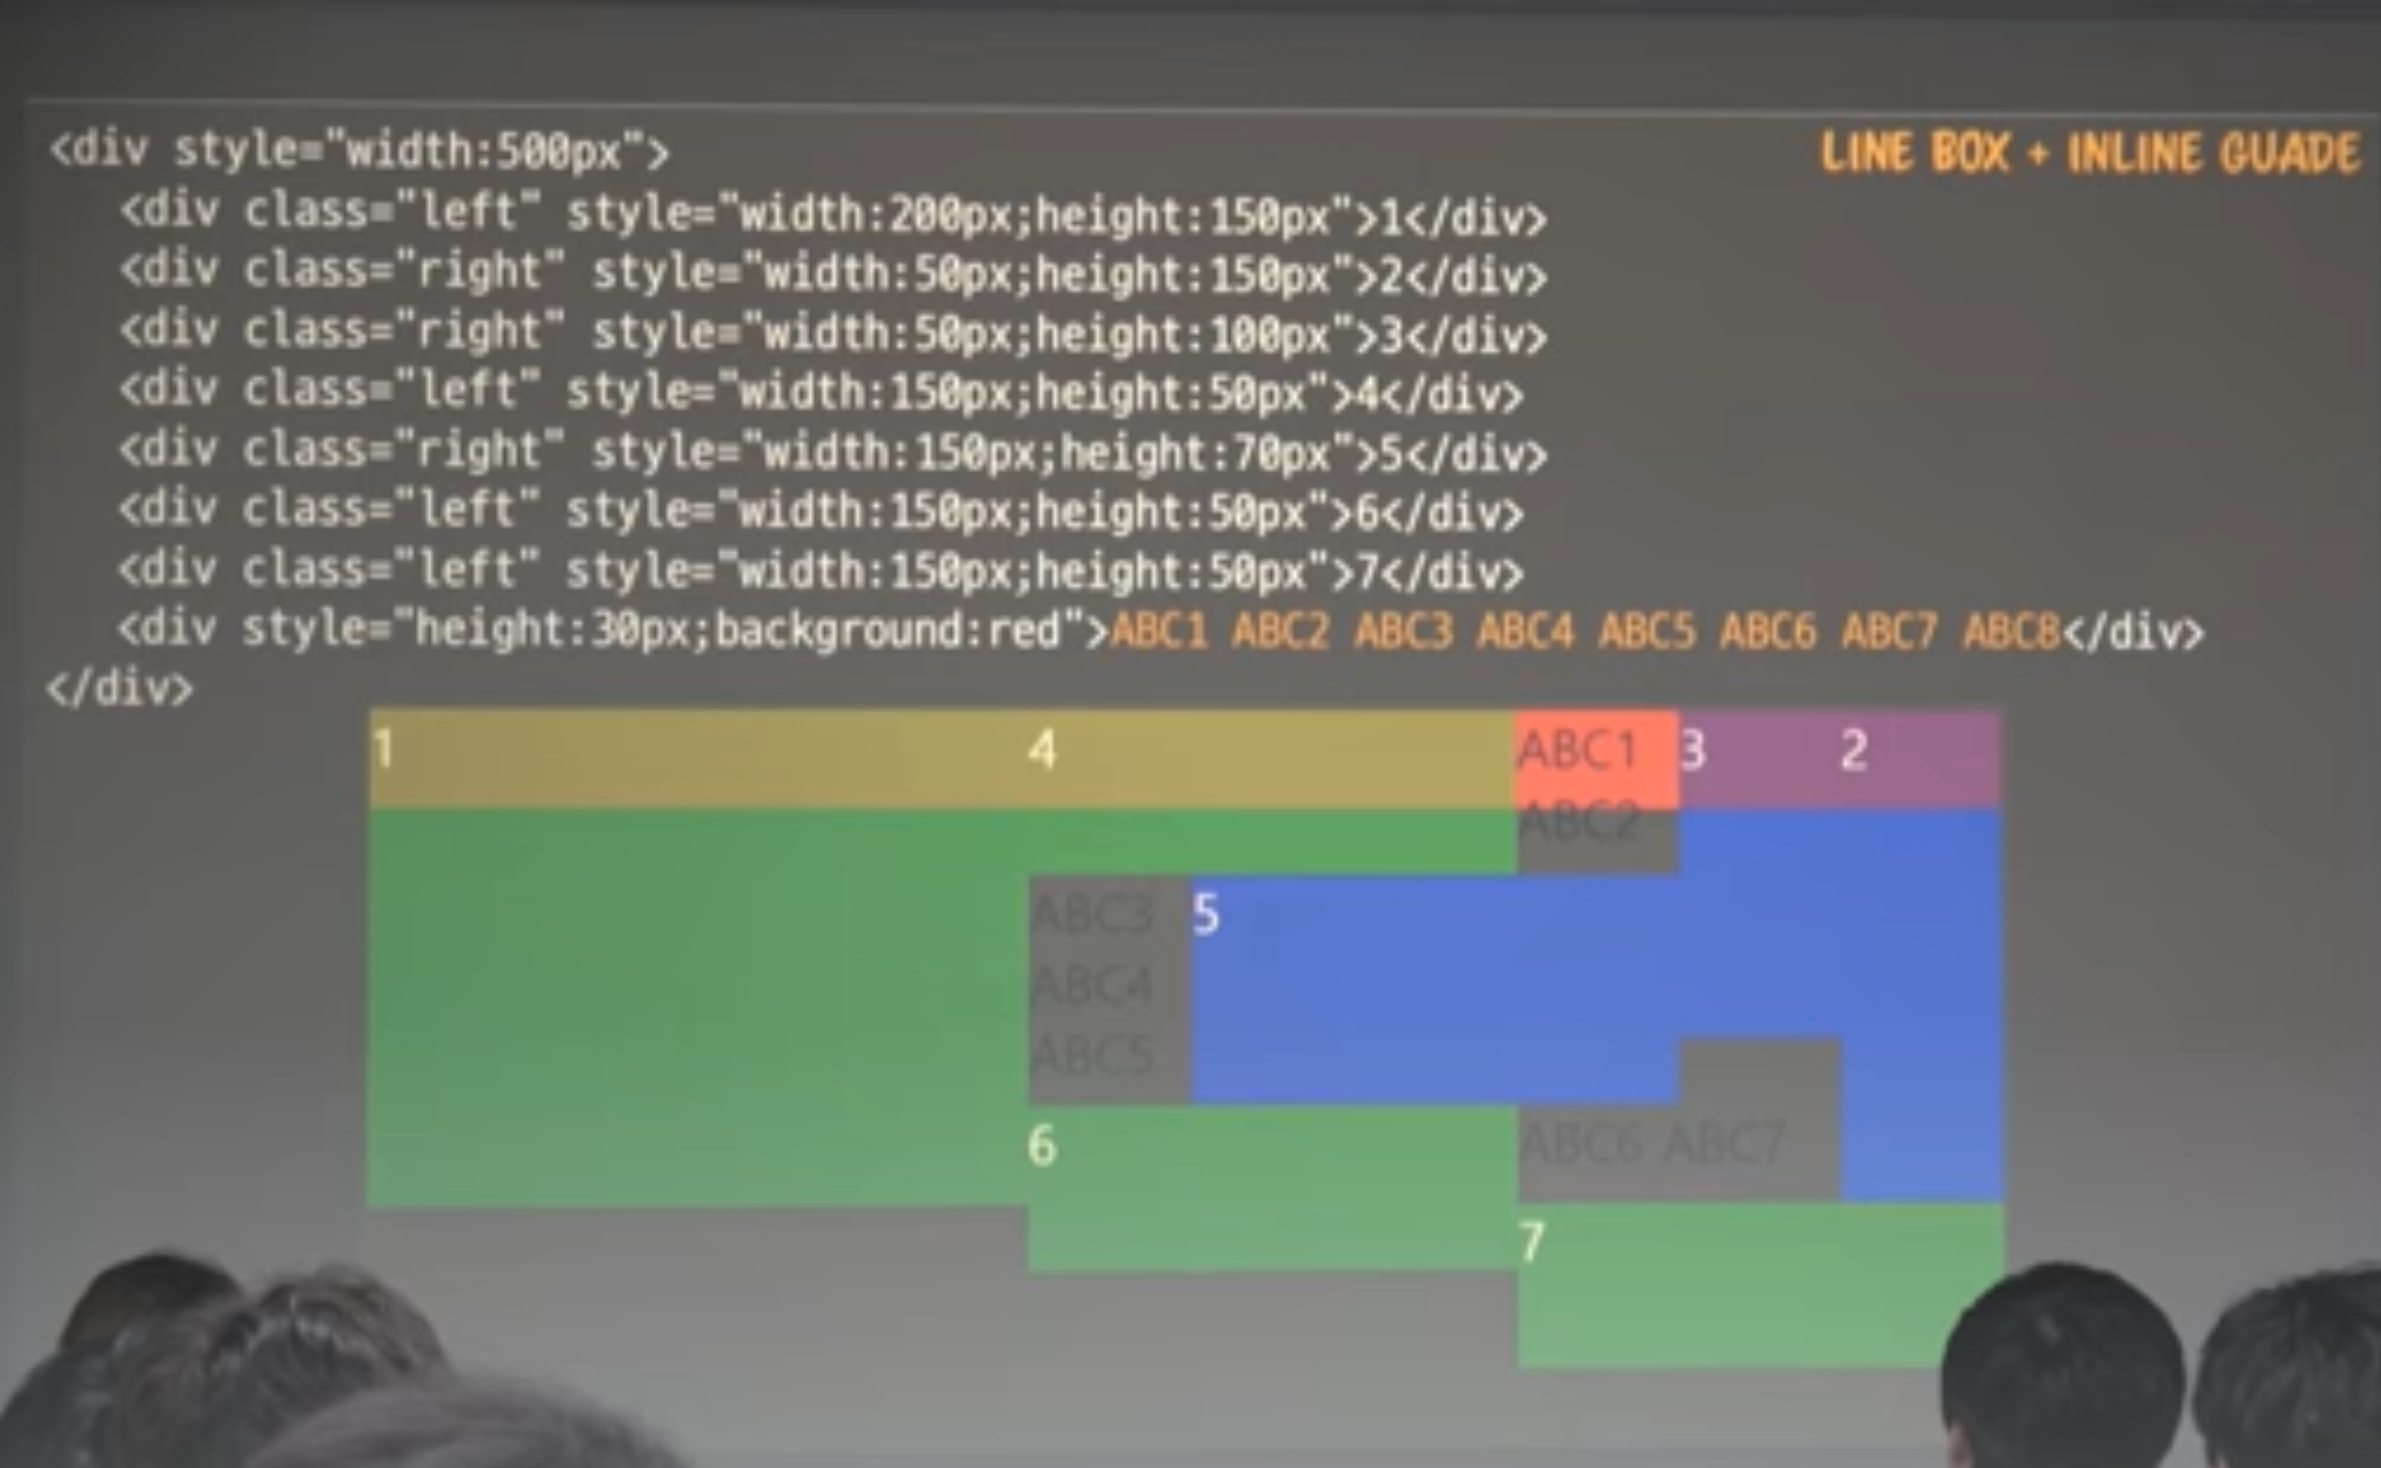 <div style="width:500px">
LINE BOX + INLINE GUADE
<div class="left" style="width:200px;height:150px">1</div>
<div class="right" style="width:50px;height:150px">2</div>
<div class="right" style="width:50px;height:100px">3</div>
<div class="left" style="width:150px;height:50px">4</div>
<div class="right" style="width:150px;height:70px">5</div>
<div class="left" style="width:150px;height:50px">6</div>
<div class="left" style="width:150px;height:50px">7</div>
<div style="height:30px;background:red">ABC1 ABC2 ABC3 ABC4 ABC5 ABC6 ABC7 ABC8</div>
</div>
1 4 ABC1 3 2
ABC2
ABC3 5
ABC4
ABC5
6 ABC6 ABC7
7